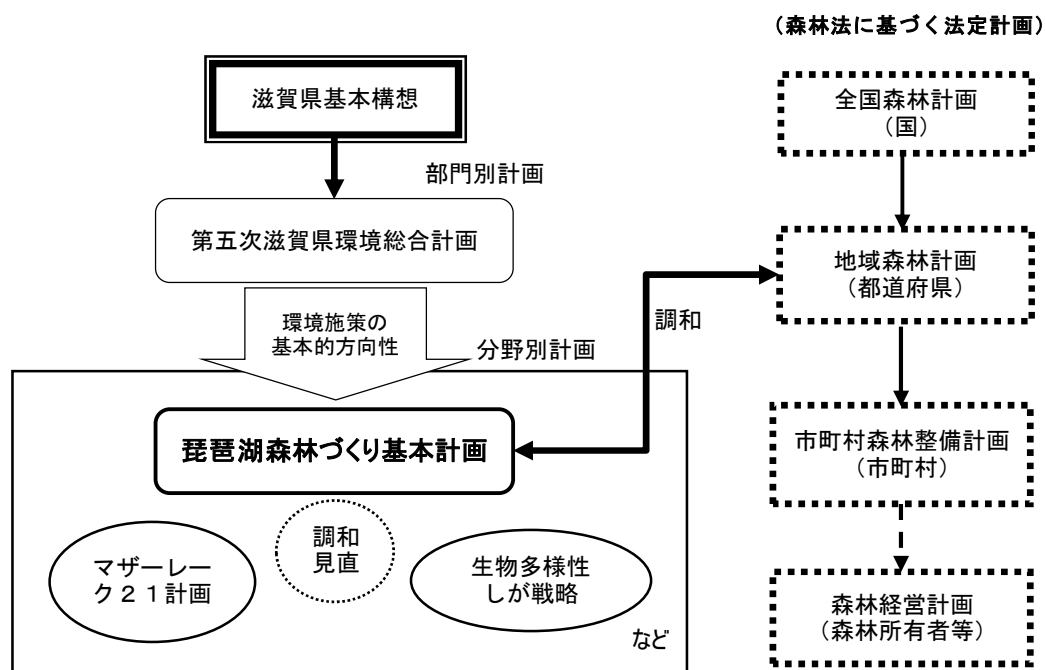 （森林法に基づく法定計画）
滋賀県基本構想
部門別計画
第五次滋賀県環境総合計画
環境施策の
基本的方向性
分野別計画
琵琶湖森林づくり基本計画
調和
見直
マザーレー
ク２１計画
生物多様性
しが戦略
など
調和
全国森林計画
（国）
地域森林計画
（都道府県）
市町村森林整備計画
（市町村）
森林経営計画
（森林所有者等）